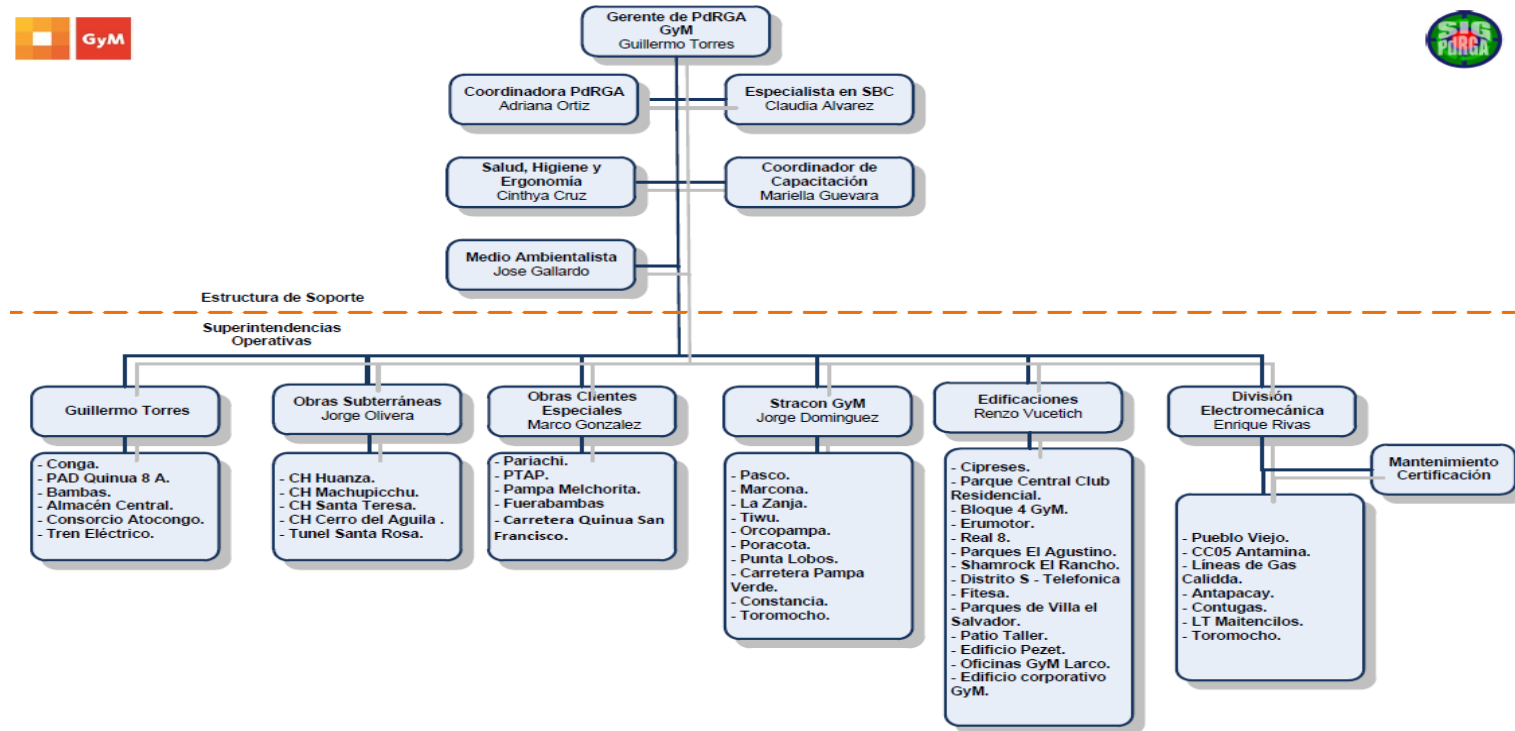 GyM
Gerente de PdRGA
GyM
Guillermo Torres
SIG
PdRGA
Coordinadora PdRGA
Adriana Ortiz
Especialista en SBC
Claudia Alvarez
Salud, Higiene y
Ergonomía
Cinthya Cruz
Coordinador de
Capacitación
Mariella Guevara
Medio Ambientalista
Jose Gallardo
Estructura de Soporte
Superintendencias
Operativas
Guillermo Torres
- Conga.
- PAD Quinua 8 A.
- Bambas.
- Almacén Central.
- Consorcio Atocongo.
- Tren Eléctrico.
Obras Subterráneas
Jorge Olivera
- CH Huanza.
- CH Machupicchu.
- CH Santa Teresa.
- CH Cerro del Aguila .
- Tunel Santa Rosa.
Obras Clientes
Especiales
Marco Gonzalez
- Pariachi.
- PTAP.
- Pampa Melchorita.
- Fuerabambas
- Carretera Quinua San
Francisco.
Stracon GyM
Jorge Dominguez
- Pasco.
- Marcona.
- La Zanja.
- Tiwu.
- Orcopampa.
- Poracota.
- Punta Lobos.
- Carretera Pampa
Verde.
- Constancia.
- Toromocho.
Edificaciones
Renzo Vucetich
- Cipreses.
- Parque Central Club
Residencial.
- Bloque 4 GyM.
- Erumotor.
- Real 8.
- Parques El Agustino.
- Shamrock El Rancho.
- Distrito S - Telefonica
Fitesa.
- Parques de Villa el
Salvador.
- Patio Taller.
- Edificio Pezet.
- Oficinas GyM Larco.
- Edificio corporativo
GyM.
División
Electromecánica
Enrique Rivas
Mantenimiento
Certificación
- Pueblo Viejo.
- CC05 Antamina.
- Líneas de Gas
Calidda.
- Antapacay.
- Contugas.
- LT Maitencilos.
- Toromocho.